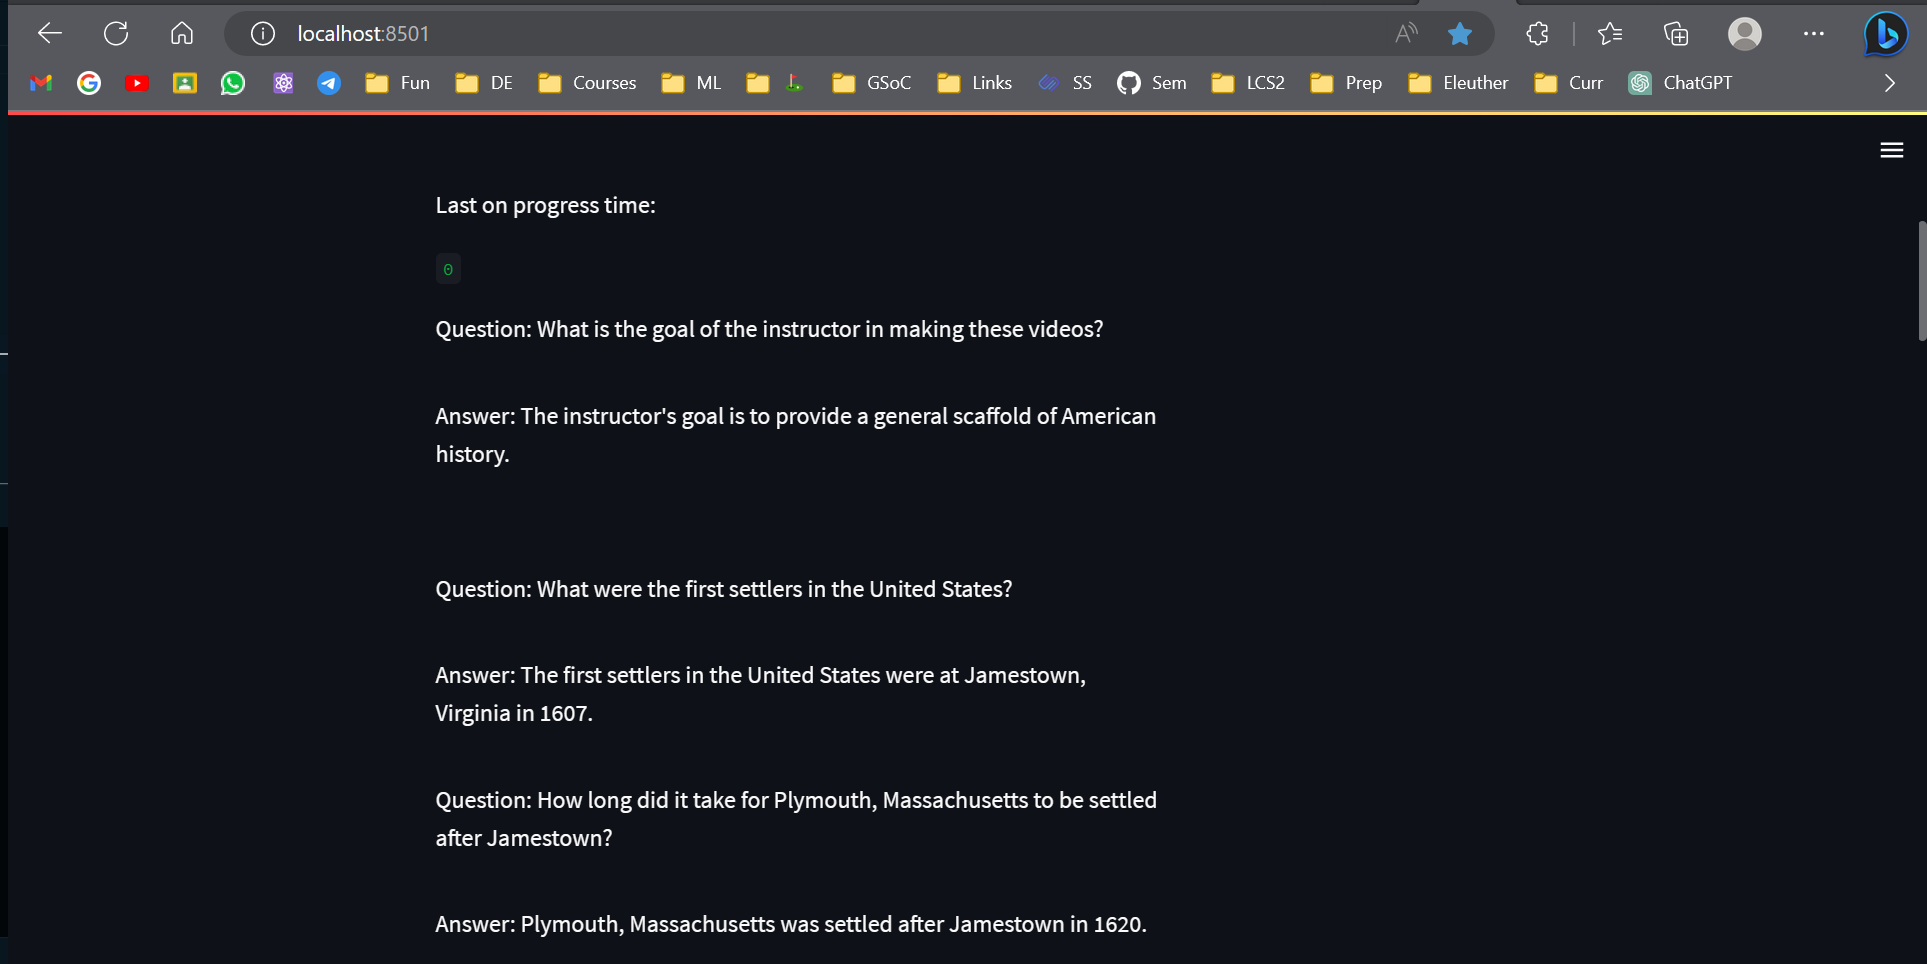 localhost:8501
Fun DE Courses ML GSoC Links SS Sem LCS2 Prep Eleuther Curr ChatGPT
Last on progress time:
0
Question: What is the goal of the instructor in making these videos?
Answer: The instructor's goal is to provide a general scaffold of American
history.
Question: What were the first settlers in the United States?
Answer: The first settlers in the United States were at Jamestown,
Virginia in 1607.
Question: How long did it take for Plymouth, Massachusetts to be settled
after Jamestown?
Answer: Plymouth, Massachusetts was settled after Jamestown in 1620.